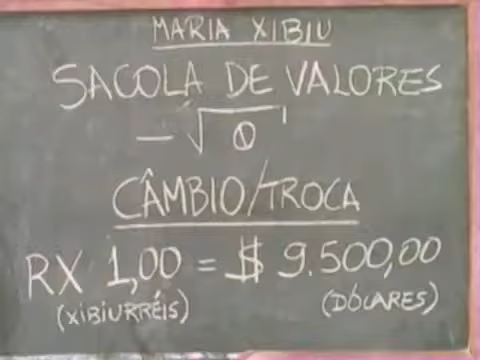 MARIA XIBIU
SACOLA DE VALORES
-√0
CÂMBIO/TROCA
RX 1,00 = $ 9.500,00
(XIBIURRÉIS) (DÓLARES)